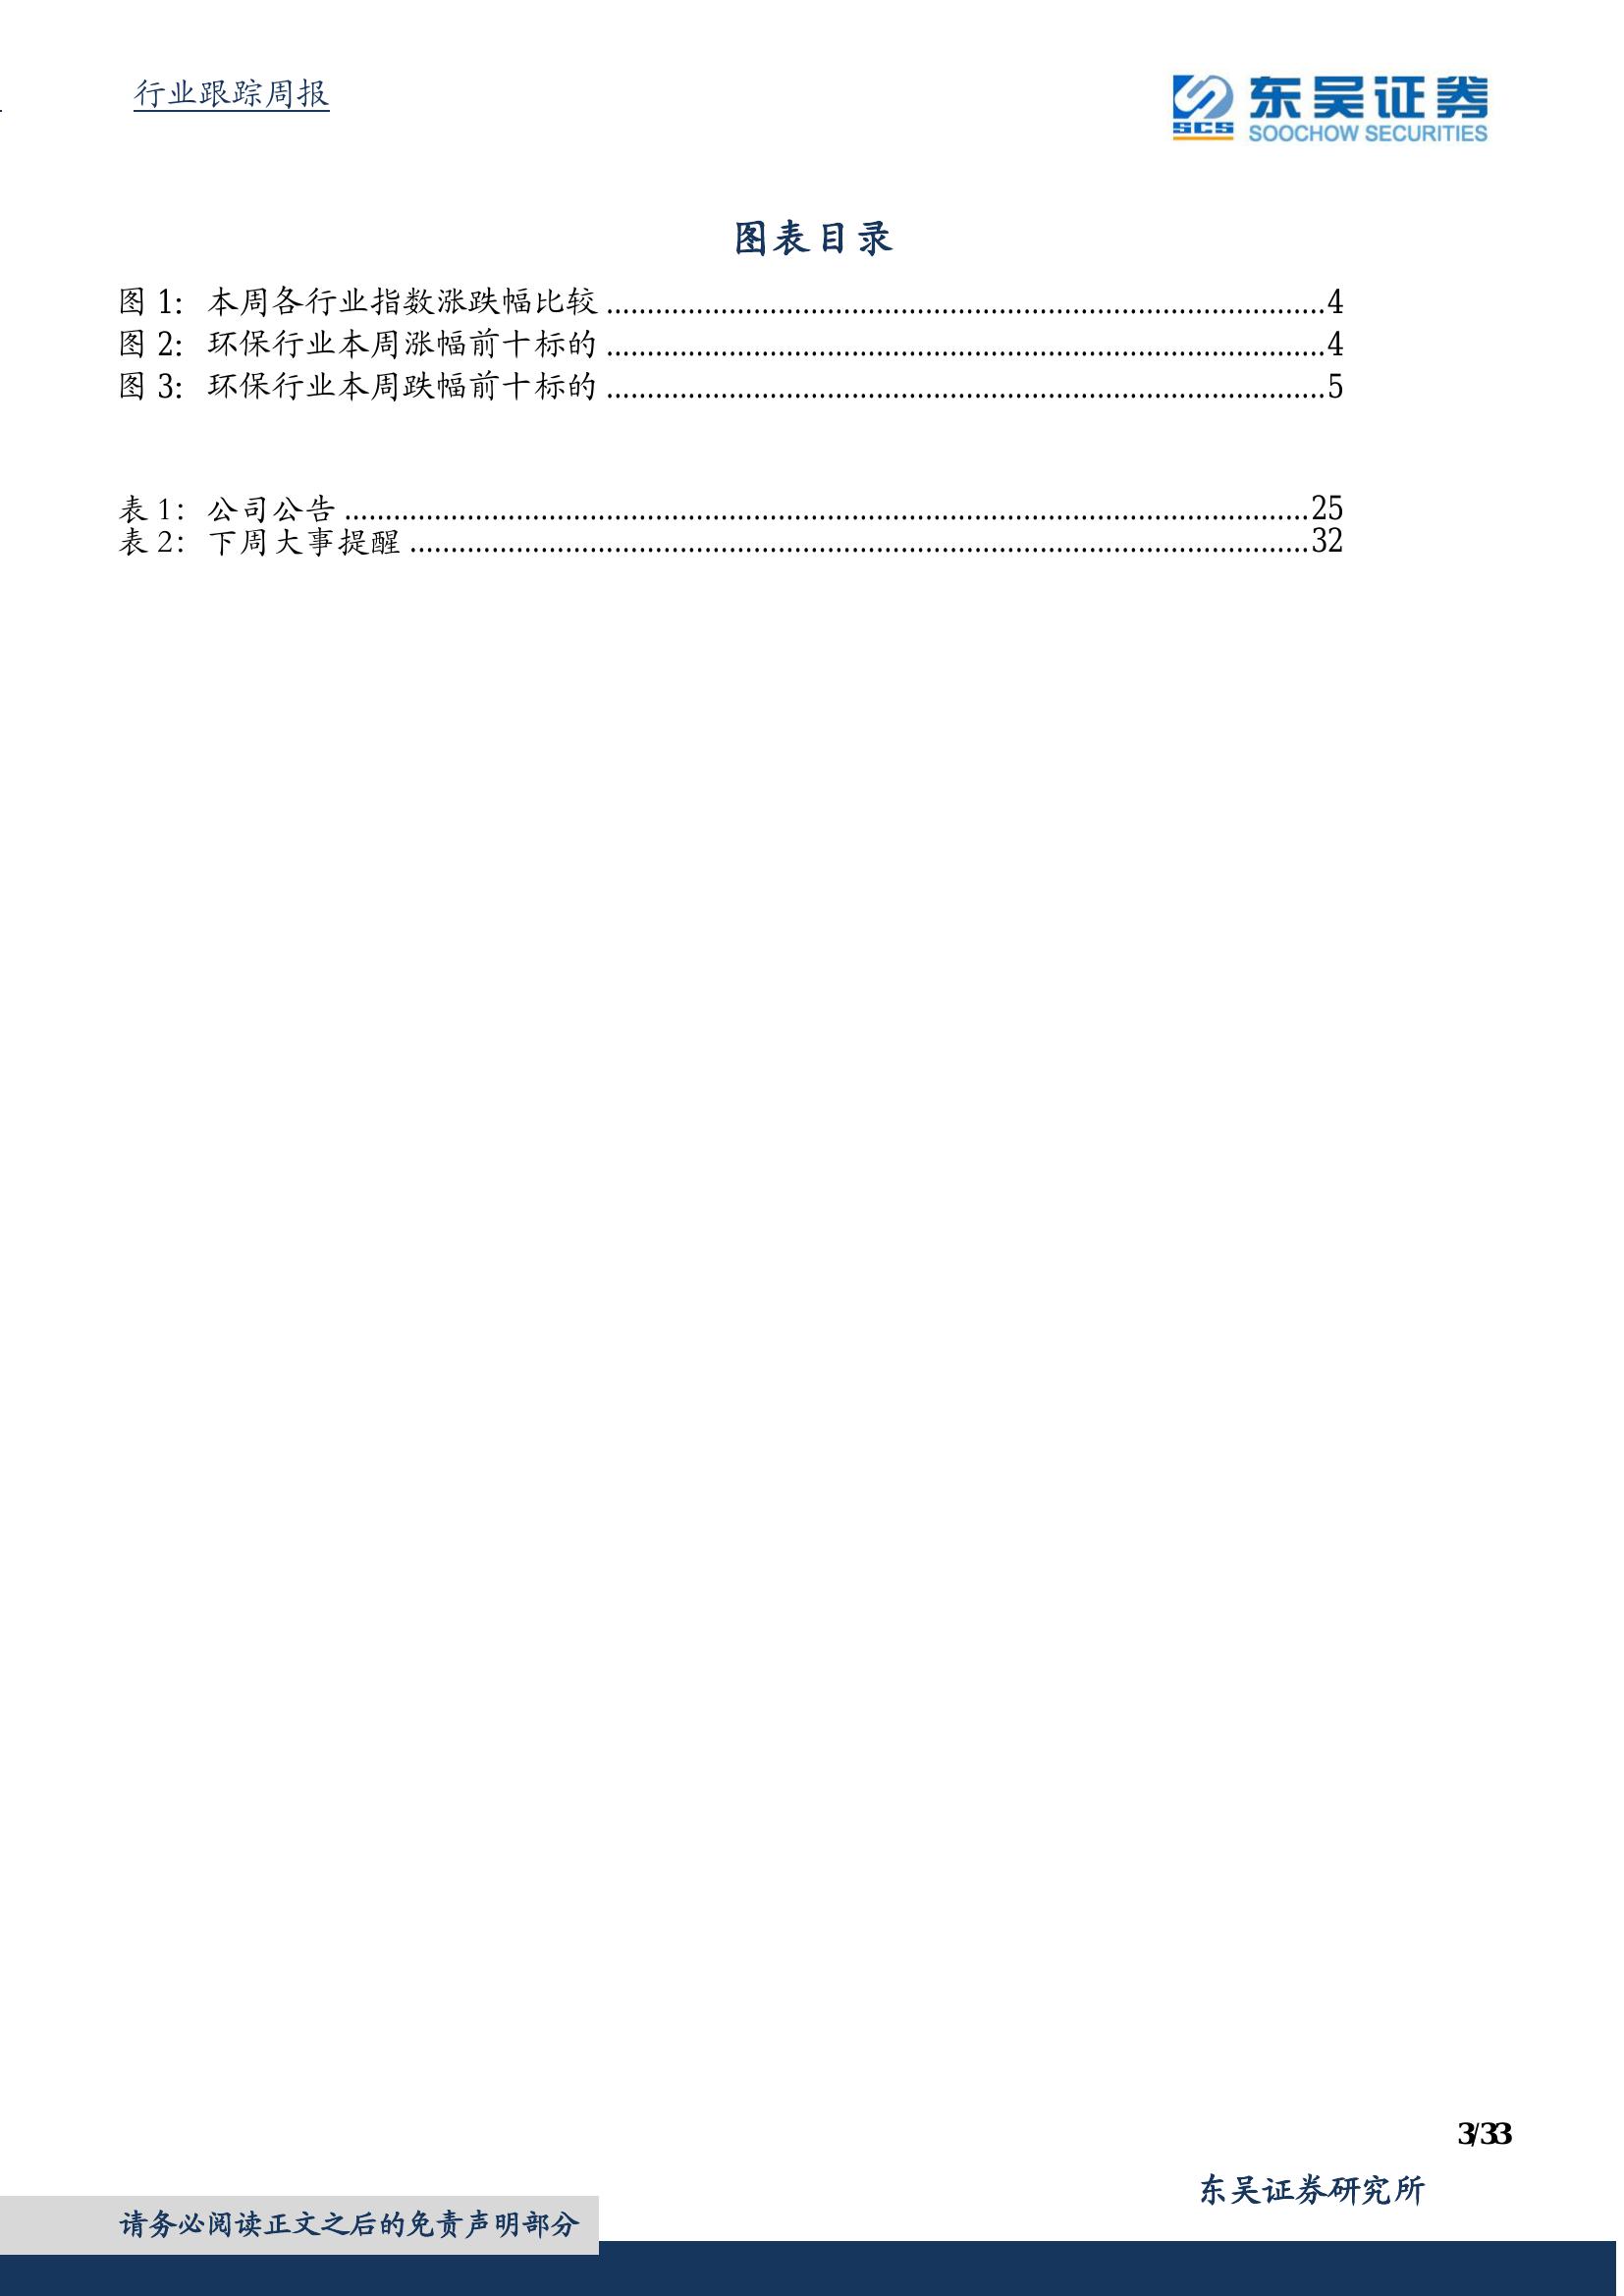 行业跟踪周报
东吴证券
SCS
SOOCHOW SECURITIES
图表目录
图 1: 本周各行业指数涨跌幅比较 ........................................................................................4
图 2: 环保行业本周涨幅前十标的 ........................................................................................4
图 3: 环保行业本周跌幅前十标的 ........................................................................................5
表 1: 公司公告 ......................................................................................................................25
表 2: 下周大事提醒 ..............................................................................................................32
3/33
东吴证券研究所
请务必阅读正文之后的免责声明部分